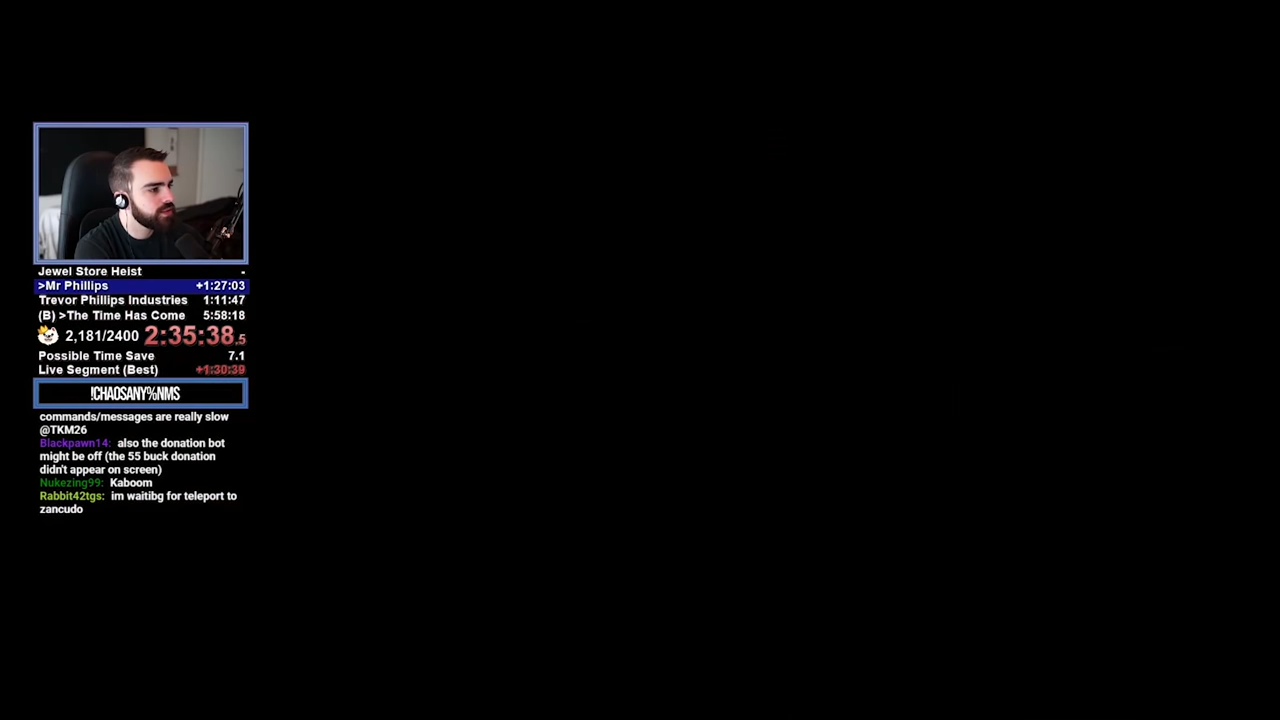 Jewel Store Heist -
>Mr Phillips +1:27:03
Trevor Phillips Industries 1:11:47
(B) >The Time Has Come 5:58:18
2,181/2400 2:35:38.5
Possible Time Save 7.1
Live Segment (Best) +1:30:39
!CHAOSANY%NMS
commands/messages are really slow
@TKM26
Blackpawn14: also the donation bot
might be off (the 55 buck donation
didn't appear on screen)
Nukezing99: Kaboom
Rabbit42tgs: im waitibg for teleport to
zancudo